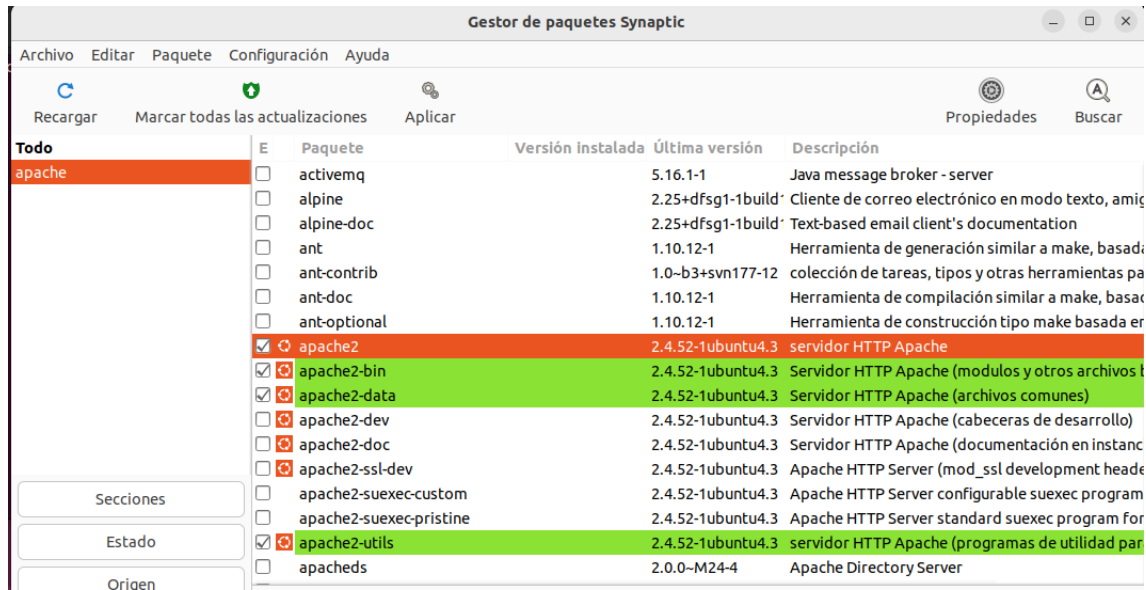 Gestor de paquetes Synaptic
Archivo Editar Paquete Configuración Ayuda
Recargar Marcar todas las actualizaciones Aplicar Propiedades Buscar
Todo
apache
Secciones
Estado
Origen
E Paquete Versión instalada Última versión Descripción
activemq 5.16.1-1 Java message broker - server
alpine 2.25+dfsg1-1build Cliente de correo electrónico en modo texto, amig
alpine-doc 2.25+dfsg1-1build Text-based email client's documentation
ant 1.10.12-1 Herramienta de generación similar a make, basada
ant-contrib 1.0~b3+svn177-12 colección de tareas, tipos y otras herramientas pa
ant-doc 1.10.12-1 Herramienta de compilación similar a make, basad
ant-optional 1.10.12-1 Herramienta de construcción tipo make basada en
apache2 2.4.52-1ubuntu4.3 servidor HTTP Apache
apache2-bin 2.4.52-1ubuntu4.3 Servidor HTTP Apache (modulos y otros archivos b
apache2-data 2.4.52-1ubuntu4.3 Servidor HTTP Apache (archivos comunes)
apache2-dev 2.4.52-1ubuntu4.3 Servidor HTTP Apache (cabeceras de desarrollo)
apache2-doc 2.4.52-1ubuntu4.3 Servidor HTTP Apache (documentación en instanc
apache2-ssl-dev 2.4.52-1ubuntu4.3 Apache HTTP Server (mod_ssl development heade
apache2-suexec-custom 2.4.52-1ubuntu4.3 Apache HTTP Server configurable suexec program
apache2-suexec-pristine 2.4.52-1ubuntu4.3 Apache HTTP Server standard suexec program for
apache2-utils 2.4.52-1ubuntu4.3 servidor HTTP Apache (programas de utilidad par
apacheds 2.0.0~M24-4 Apache Directory Server